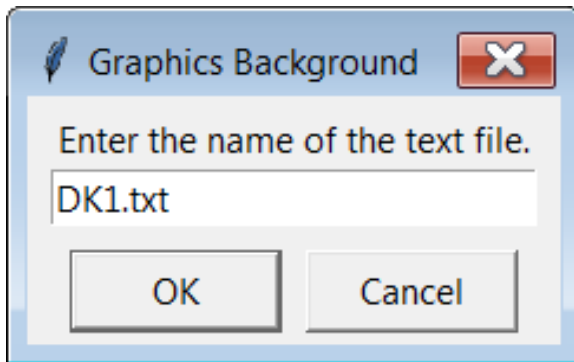 Graphics Background
Enter the name of the text file.
DK1.txt
OK
Cancel